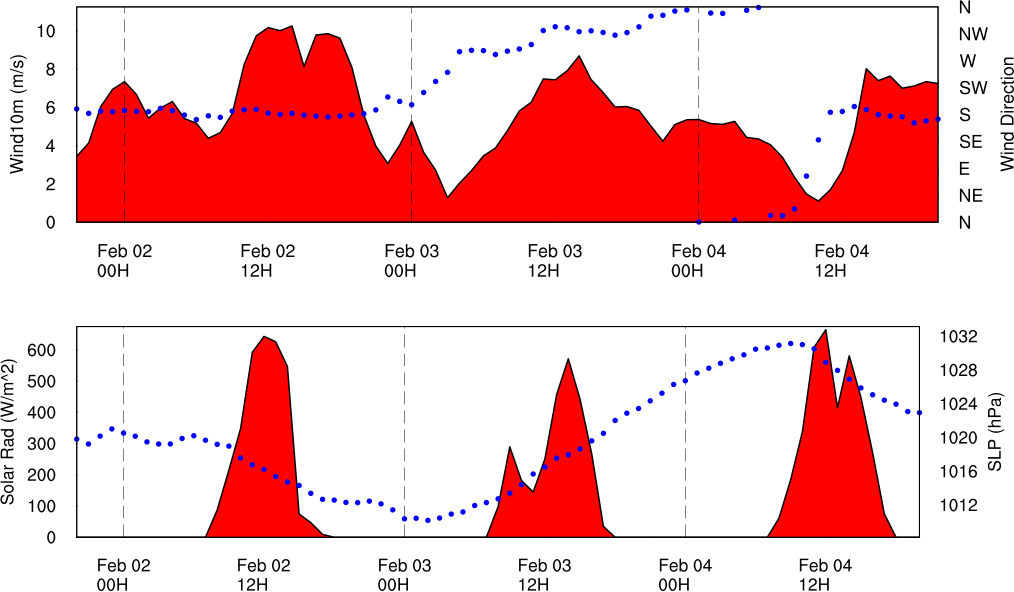 Wind10m (m/s)
10
8
6
4
2
0
N
NW
W
SW
S
SE
E
NE
N
Wind Direction
Feb 02
00H
Feb 02
12H
Feb 03
00H
Feb 03
12H
Feb 04
00H
Feb 04
12H
Solar Rad (W/m^2)
600
500
400
300
200
100
0
1032
1028
1024
1020
1016
1012
SLP (hPa)
Feb 02
00H
Feb 02
12H
Feb 03
00H
Feb 03
12H
Feb 04
00H
Feb 04
12H